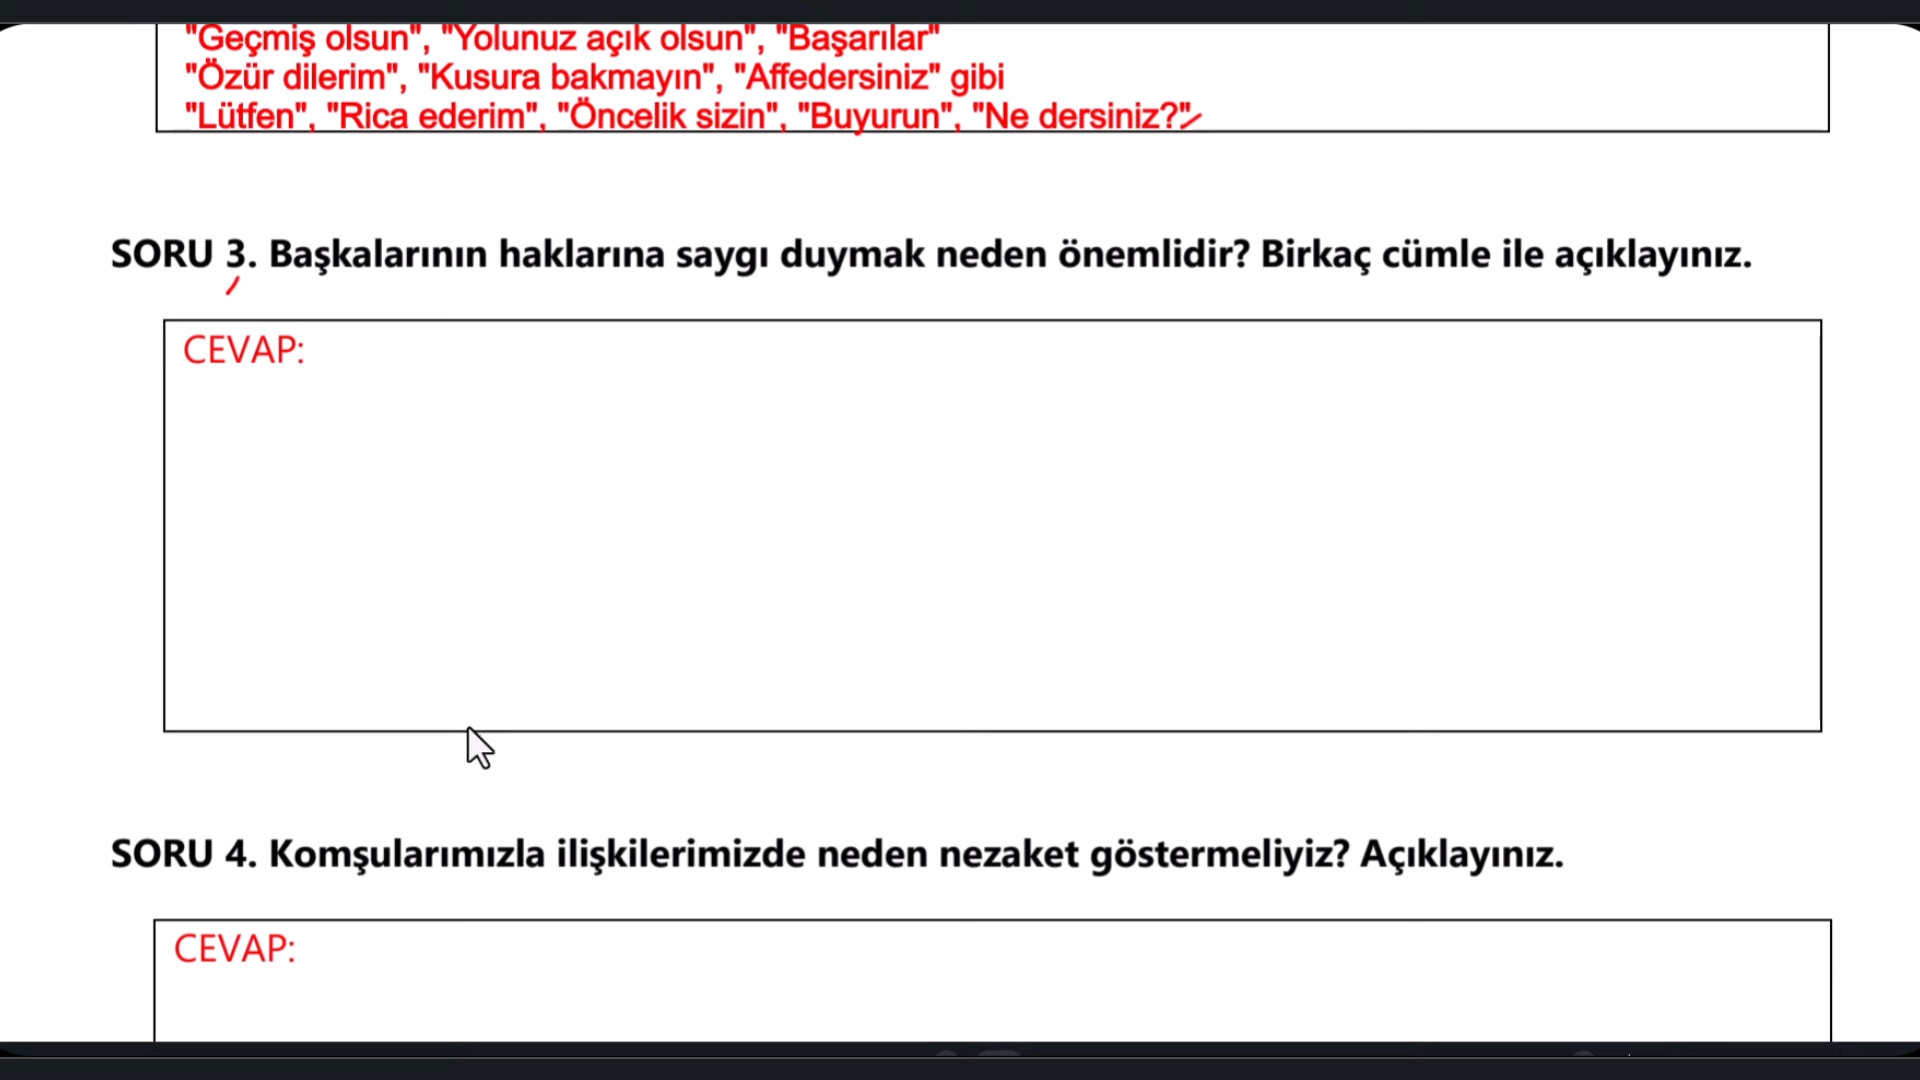 "Geçmiş olsun", "Yolunuz açık olsun", "Başarılar"
"Özür dilerim", "Kusura bakmayın", "Affedersiniz" gibi
"Lütfen", "Rica ederim", "Öncelik sizin", "Buyurun", "Ne dersiniz?"
SORU 3. Başkalarının haklarına saygı duymak neden önemlidir? Birkaç cümle ile açıklayınız.
CEVAP:
SORU 4. Komşularımızla ilişkilerimizde neden nezaket göstermeliyiz? Açıklayınız.
CEVAP: